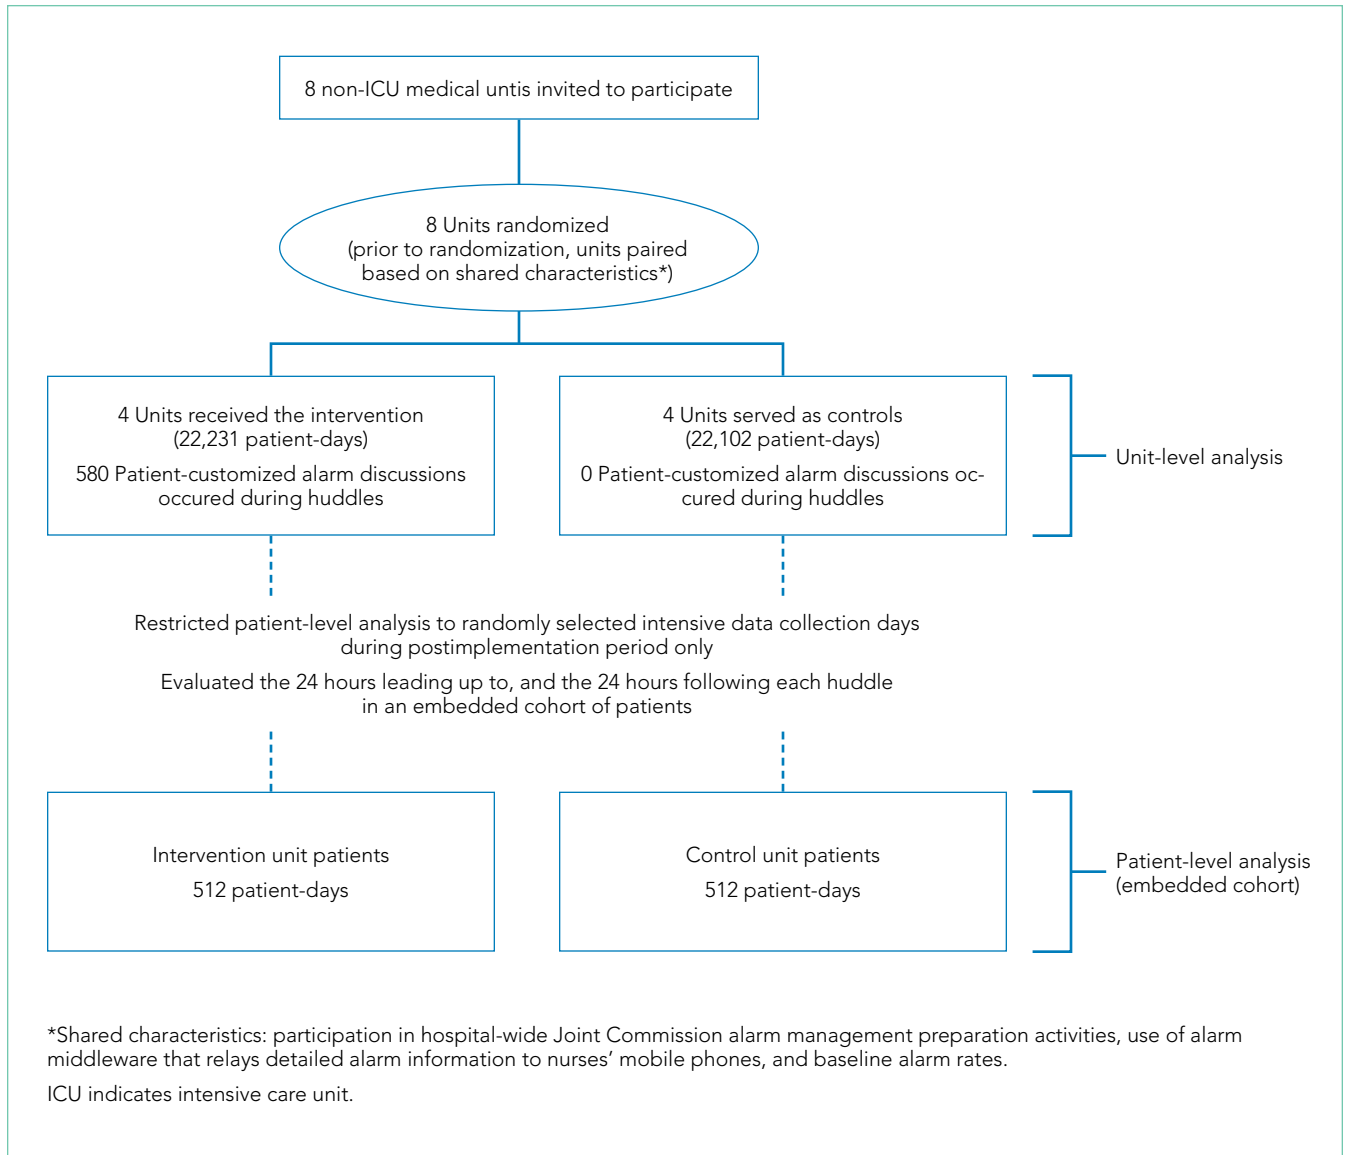 8 non-ICU medical untis invited to participate
8 Units randomized
(prior to randomization, units paired
based on shared characteristics*)
4 Units received the intervention
(22,231 patient-days)
580 Patient-customized alarm discussions
occured during huddles
4 Units served as controls
(22,102 patient-days)
0 Patient-customized alarm discussions oc-
cured during huddles
Unit-level analysis
Restricted patient-level analysis to randomly selected intensive data collection days
during postimplementation period only
Evaluated the 24 hours leading up to, and the 24 hours following each huddle
in an embedded cohort of patients
Intervention unit patients
512 patient-days
Control unit patients
512 patient-days
Patient-level analysis
(embedded cohort)
*Shared characteristics: participation in hospital-wide Joint Commission alarm management preparation activities, use of alarm
middleware that relays detailed alarm information to nurses’ mobile phones, and baseline alarm rates.
ICU indicates intensive care unit.